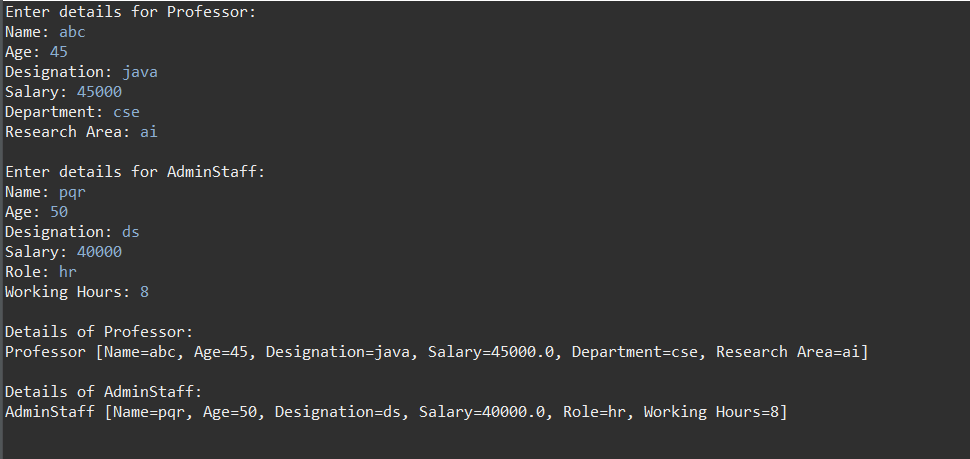 Enter details for Professor:
Name: abc
Age: 45
Designation: java
Salary: 45000
Department: cse
Research Area: ai
Enter details for AdminStaff:
Name: pqr
Age: 50
Designation: ds
Salary: 40000
Role: hr
Working Hours: 8
Details of Professor:
Professor [Name=abc, Age=45, Designation=java, Salary=45000.0, Department=cse, Research Area=ai]
Details of AdminStaff:
AdminStaff [Name=pqr, Age=50, Designation=ds, Salary=40000.0, Role=hr, Working Hours=8]